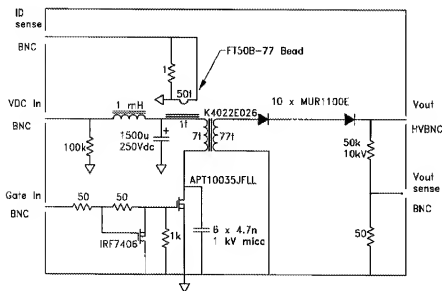 ID
sense
BNC
FT50B-77 Bead
1
50t
VDC In
1 mH
K4022E026
10 x MUR1100E
Vout
BNC
1t
HVBNC
100k
1500u
250Vdc
+
7t
77t
50k
10kV
APT10035JFLL
Vout
sense
Gate In
50
50
BNC
BNC
IRF7406
1k
6 x 4.7n
1 kV mica
50